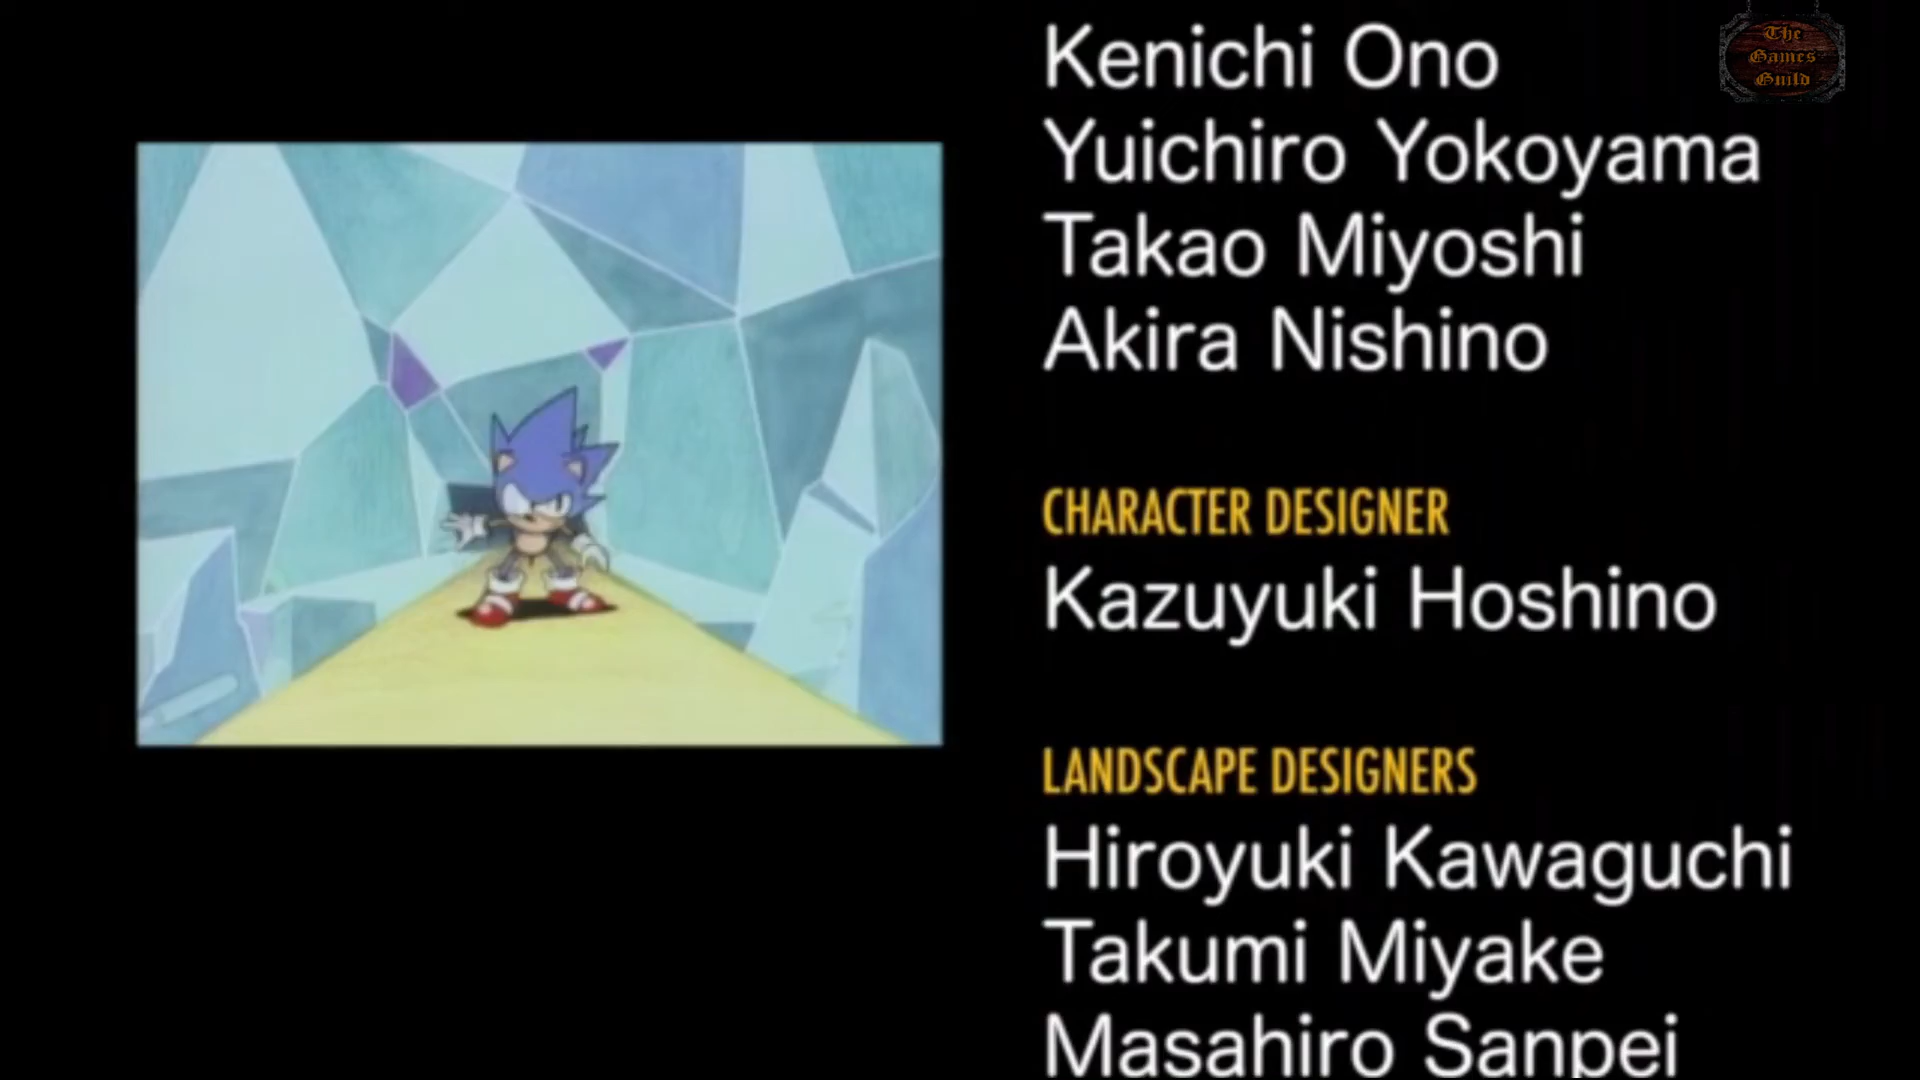 The
Games
Guild
Kenichi Ono
Yuichiro Yokoyama
Takao Miyoshi
Akira Nishino
CHARACTER DESIGNER
Kazuyuki Hoshino
LANDSCAPE DESIGNERS
Hiroyuki Kawaguchi
Takumi Miyake
Masahiro Sanpei